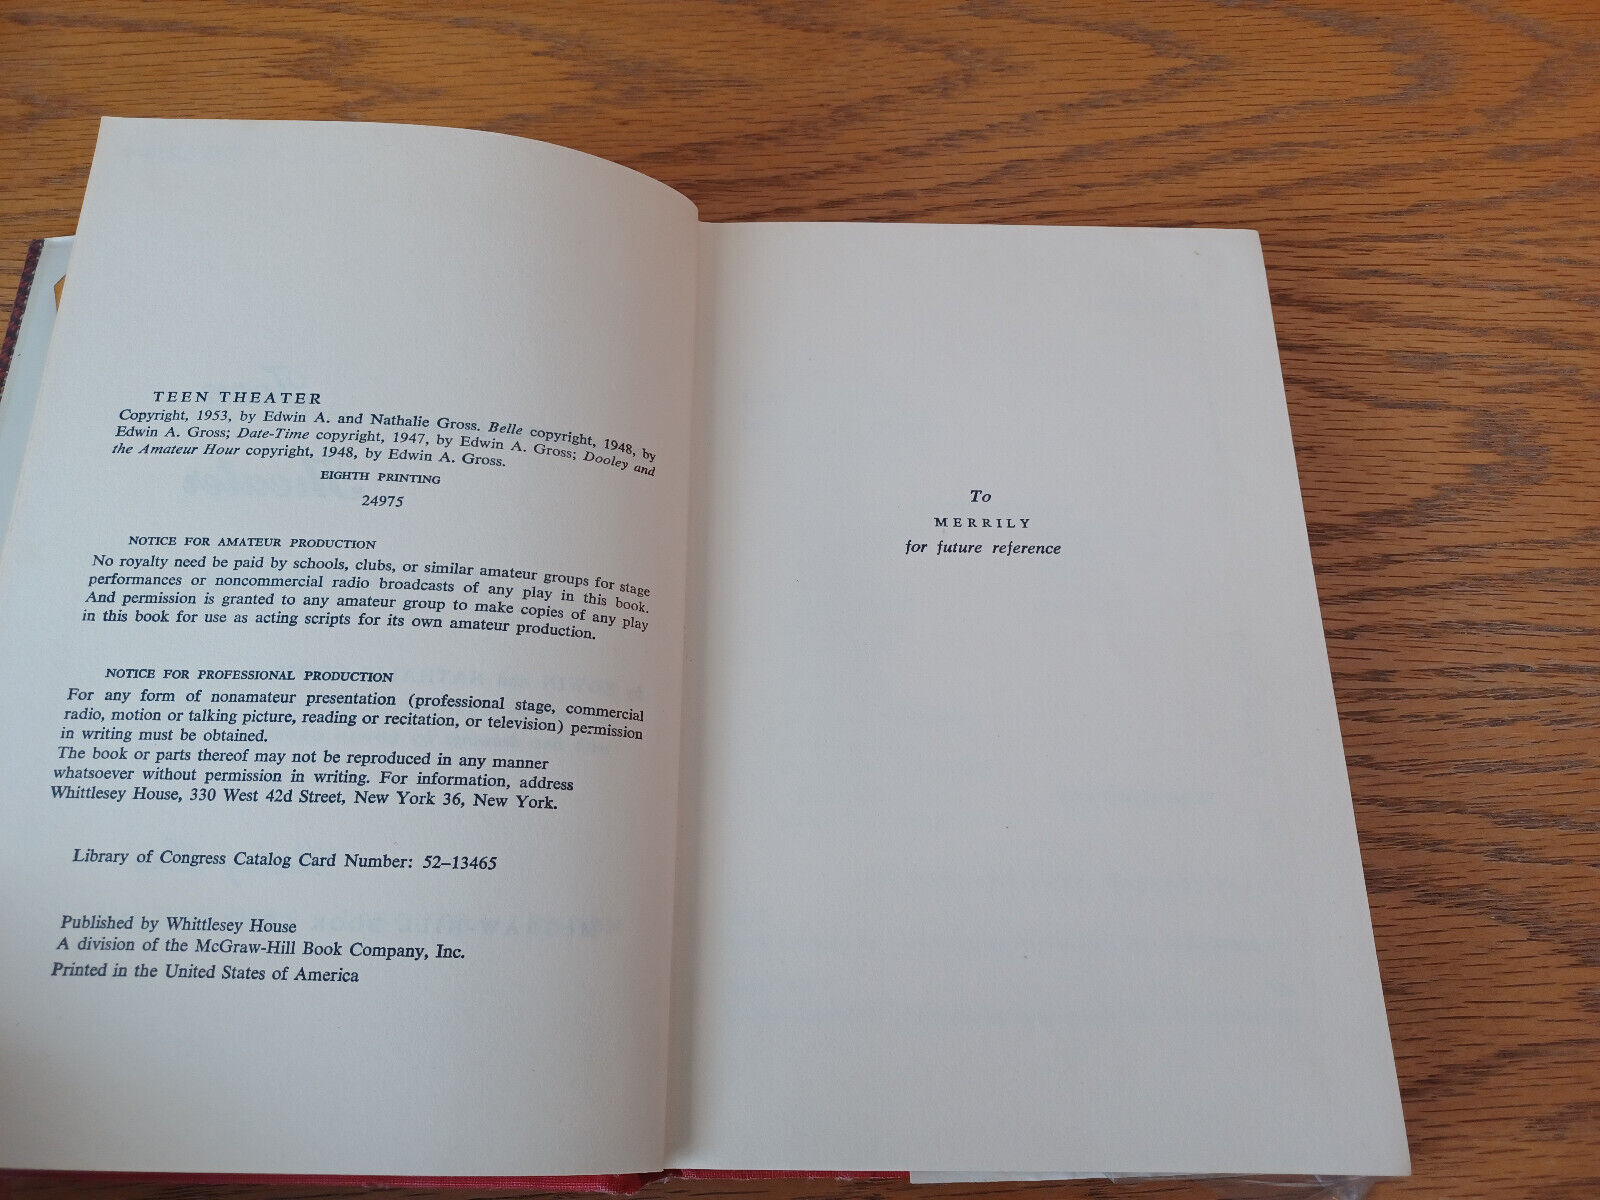 TEEN THEATER
Copyright, 1953, by Edwin A. and Nathalie Gross. Belle copyright, 1948, by
Edwin A. Gross; Date-Time copyright, 1947, by Edwin A. Gross; Dooley and
the Amateur Hour copyright, 1948, by Edwin A. Gross.
EIGHTH PRINTING
24975
NOTICE FOR AMATEUR PRODUCTION
No royalty need be paid by schools, clubs, or similar amateur groups for stage
performances or noncommercial radio broadcasts of any play in this book.
And permission is granted to any amateur group to make copies of any play
in this book for use as acting scripts for its own amateur production.
NOTICE FOR PROFESSIONAL PRODUCTION
For any form of nonamateur presentation (professional stage, commercial
radio, motion or talking picture, reading or recitation, or television) permission
in writing must be obtained.
The book or parts thereof may not be reproduced in any manner
whatsoever without permission in writing. For information, address
Whittlesey House, 330 West 42d Street, New York 36, New York.
Library of Congress Catalog Card Number: 52–13465
Published by Whittlesey House
A division of the McGraw-Hill Book Company, Inc.
Printed in the United States of America
To
MERRILY
for future reference